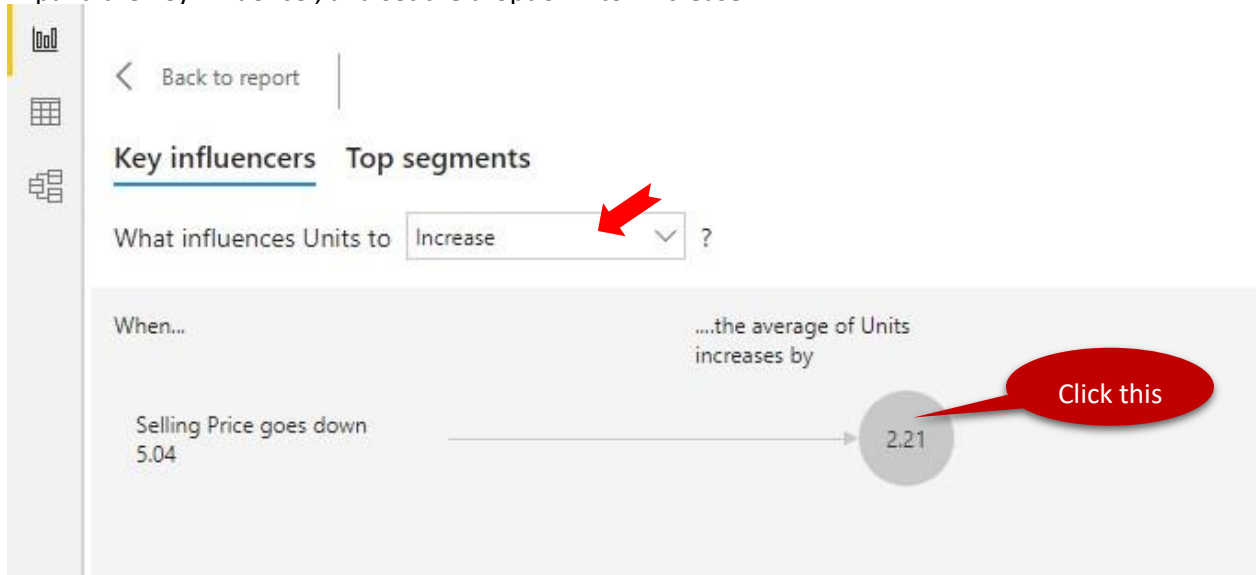 Back to report
Key influencers Top segments
What influences Units to Increase ?
When...
....the average of Units
increases by
Click this
Selling Price goes down
5.04
2.21